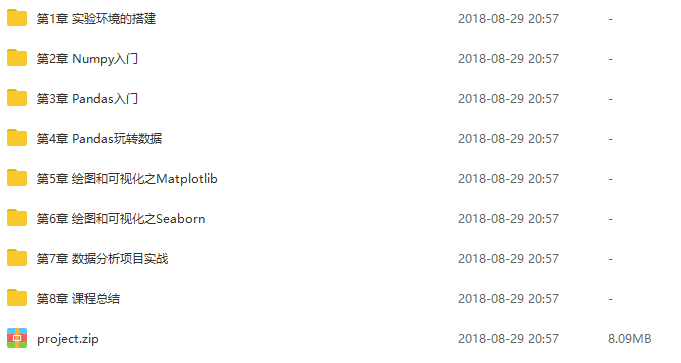 第1章 实验环境的搭建 2018-08-29 20:57 -
第2章 Numpy入门 2018-08-29 20:57 -
第3章 Pandas入门 2018-08-29 20:57 -
第4章 Pandas玩转数据 2018-08-29 20:57 -
第5章 绘图和可视化之Matplotlib 2018-08-29 20:57 -
第6章 绘图和可视化之Seaborn 2018-08-29 20:57 -
第7章 数据分析项目实战 2018-08-29 20:57 -
第8章 课程总结 2018-08-29 20:57 -
project.zip 2018-08-29 20:57 8.09MB